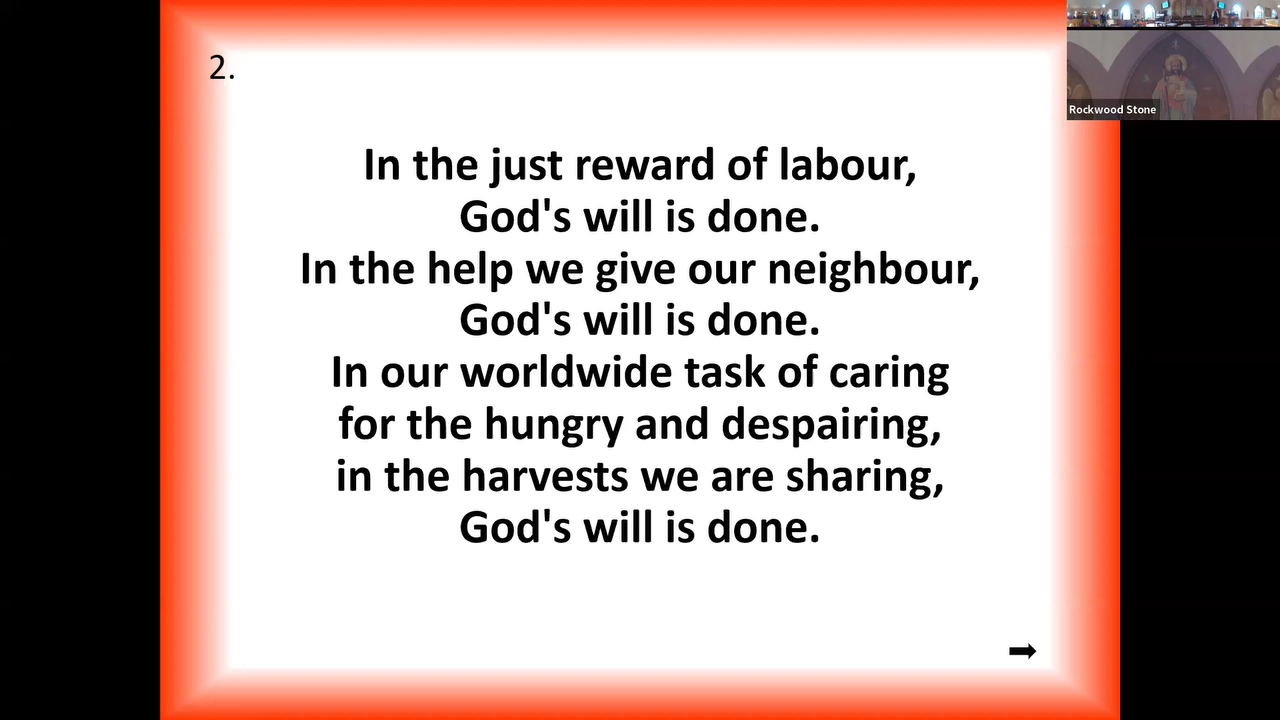 2.
In the just reward of labour,
God's will is done.
In the help we give our neighbour,
God's will is done.
In our worldwide task of caring
for the hungry and despairing,
in the harvests we are sharing,
God's will is done.
Rockwood Stone